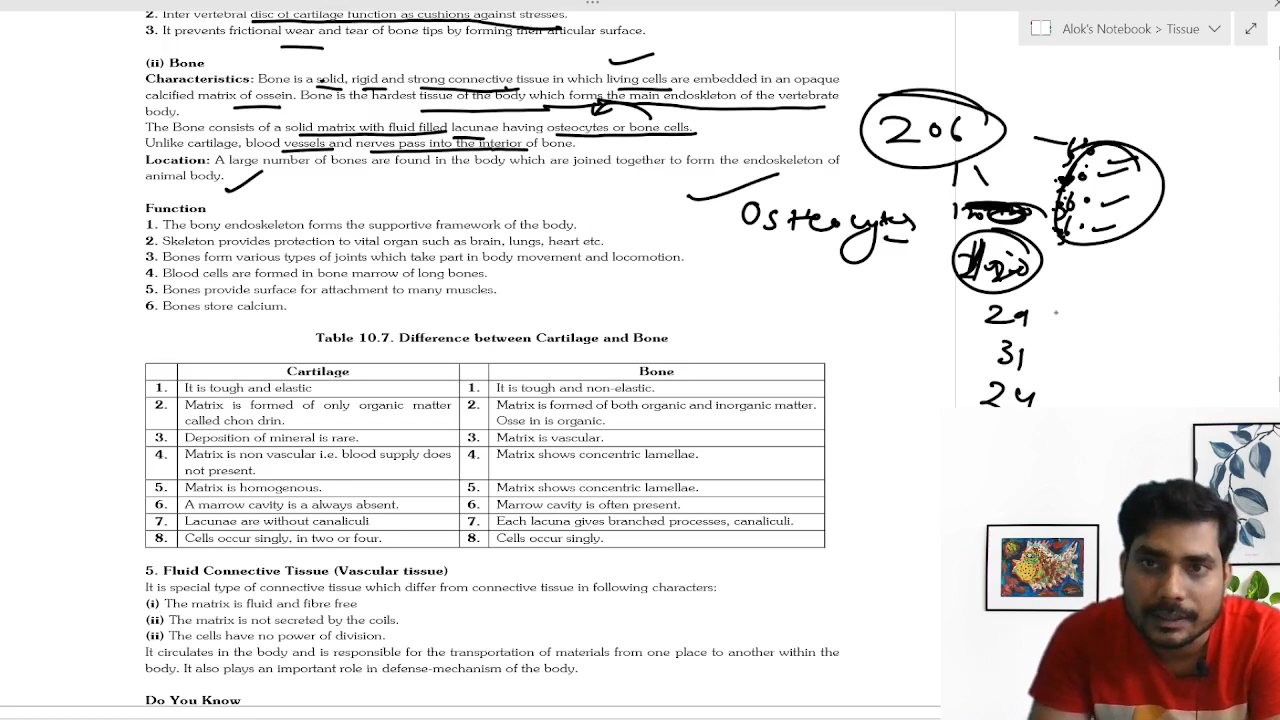 2. Inter vertebral disc of cartilage function as cushions against stresses.
3. It prevents frictional wear and tear of bone tips by forming their articular surface.
Alok's Notebook > Tissue
(ii) Bone
Characteristics: Bone is a solid, rigid and strong connective tissue in which living cells are embedded in an opaque
calcified matrix of ossein. Bone is the hardest tissue of the body which forms the main endoskleton of the vertebrate
body.
The Bone consists of a solid matrix with fluid filled lacunae having osteocytes or bone cells.
Unlike cartilage, blood vessels and nerves pass into the interior of bone.
Location: A large number of bones are found in the body which are joined together to form the endoskeleton of
animal body.
206
Osteocytes
29
31
24
Function
1. The bony endoskeleton forms the supportive framework of the body.
2. Skeleton provides protection to vital organ such as brain, lungs, heart etc.
3. Bones form various types of joints which take part in body movement and locomotion.
4. Blood cells are formed in bone marrow of long bones.
5. Bones provide surface for attachment to many muscles.
6. Bones store calcium.
Table 10.7. Difference between Cartilage and Bone
Cartilage Bone
1. It is tough and elastic 1. It is tough and non-elastic.
2. Matrix is formed of only organic matter 2. Matrix is formed of both organic and inorganic matter.
called chon drin. Osse in is organic.
3. Deposition of mineral is rare. 3. Matrix is vascular.
4. Matrix is non vascular i.e. blood supply does 4. Matrix shows concentric lamellae.
not present.
5. Matrix is homogenous. 5. Matrix shows concentric lamellae.
6. A marrow cavity is a always absent. 6. Marrow cavity is often present.
7. Lacunae are without canaliculi 7. Each lacuna gives branched processes, canaliculi.
8. Cells occur singly, in two or four. 8. Cells occur singly.
5. Fluid Connective Tissue (Vascular tissue)
It is special type of connective tissue which differ from connective tissue in following characters:
(i) The matrix is fluid and fibre free
(ii) The matrix is not secreted by the coils.
(ii) The cells have no power of division.
It circulates in the body and is responsible for the transportation of materials from one place to another within the
body. It also plays an important role in defense-mechanism of the body.
Do You Know